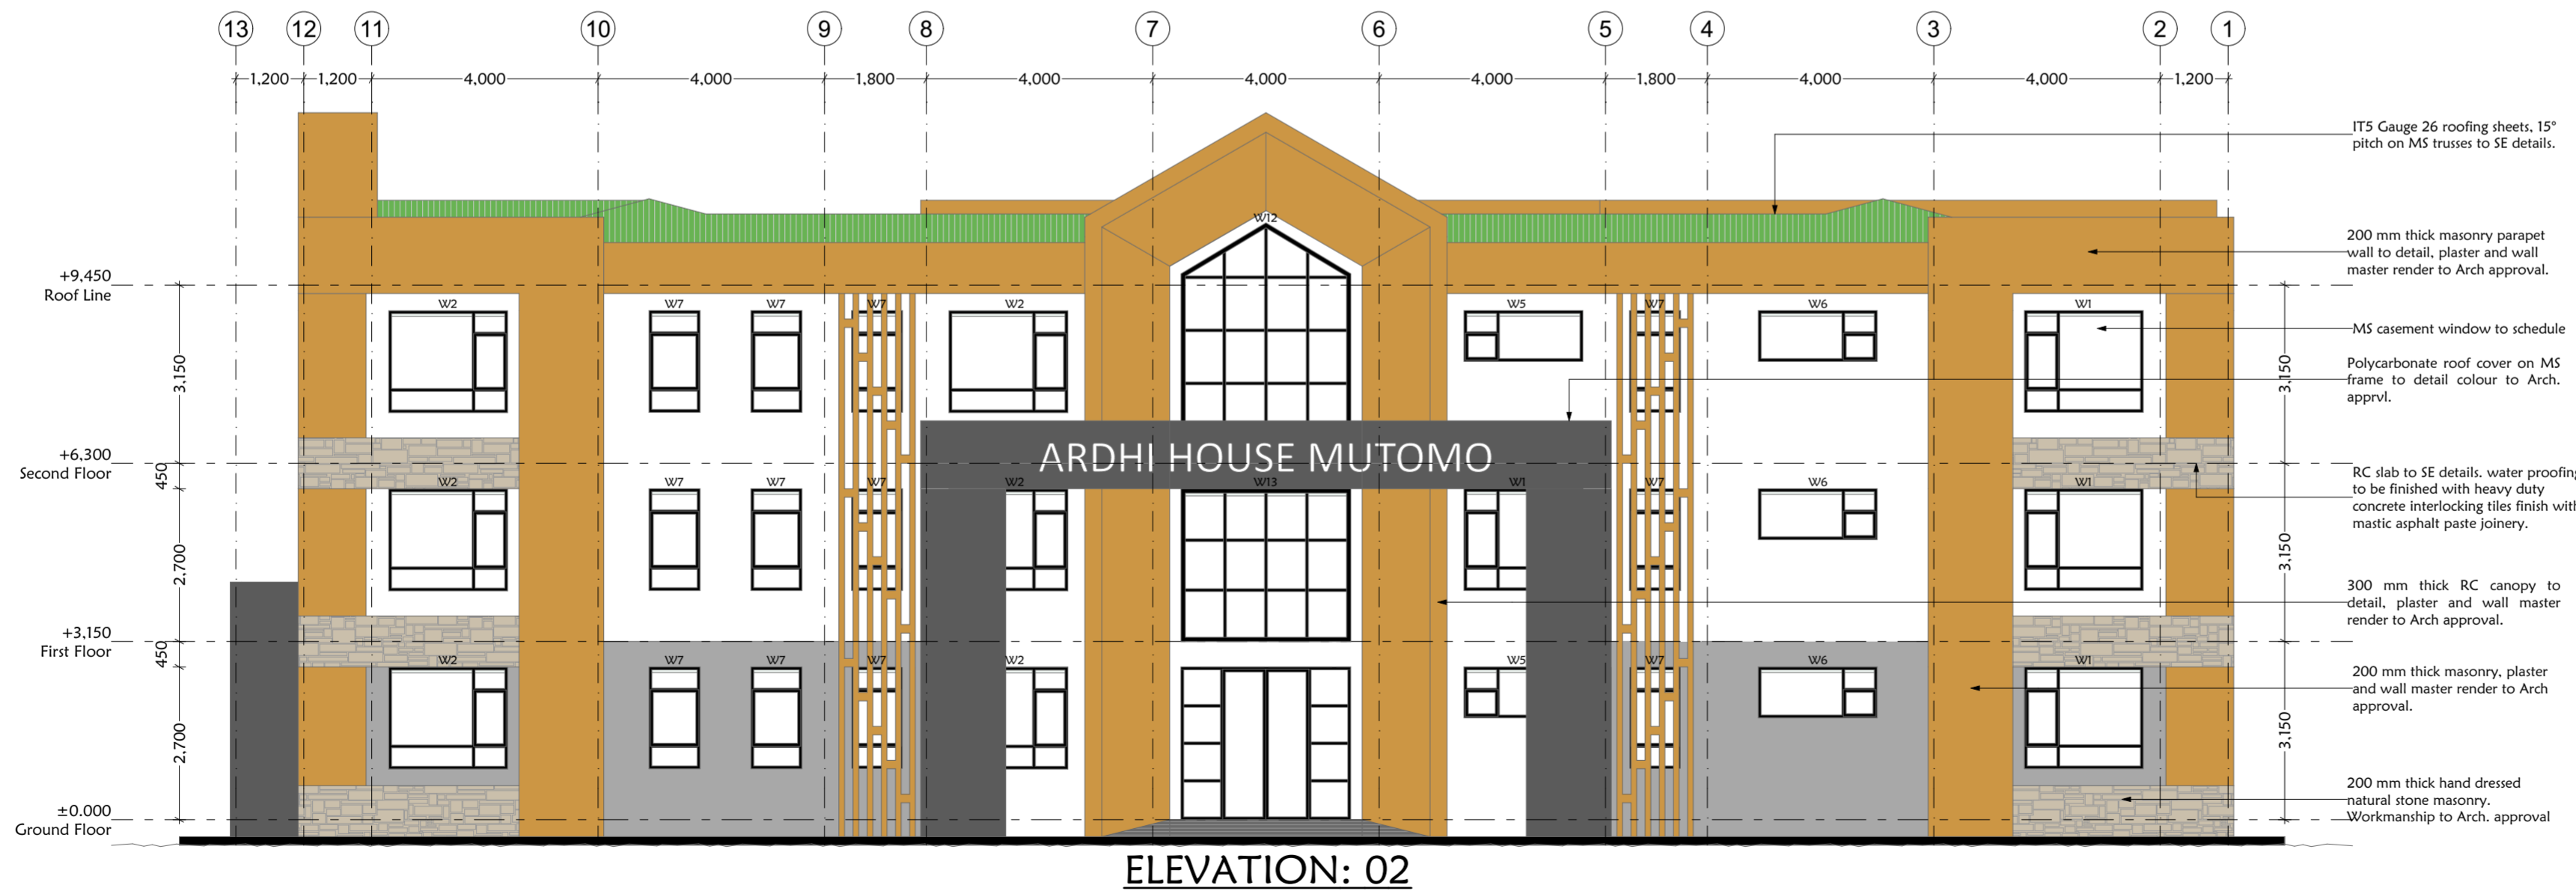 13 12 11 10 9 8 7 6 5 4 3 2 1
1,200 1,200 4,000 4,000 1,800 4,000 4,000 4,000 1,800 4,000 4,000 1,200
IT5 Gauge 26 roofing sheets, 15°
pitch on MS trusses to SE details.
W12
200 mm thick masonry parapet
wall to detail, plaster and wall
master render to Arch approval.
+9,450
Roof Line
W2 W7 W7 W7 W2 W5 W7 W6 W1
MS casement window to schedule
3,150 3,150
Polycarbonate roof cover on MS
frame to detail colour to Arch.
apprvl.
ARDHI HOUSE MUTOMO
+6,300
Second Floor
450
RC slab to SE details. water proofing
to be finished with heavy duty
concrete interlocking tiles finish with
mastic asphalt paste joinery.
W2 W7 W7 W7 W2 W13 W1 W7 W6 W1
2,700 3,150
300 mm thick RC canopy to
detail, plaster and wall master
render to Arch approval.
+3,150
First Floor
450
W2 W7 W7 W7 W2 W5 W7 W6 W1
200 mm thick masonry, plaster
and wall master render to Arch
approval.
2,700 3,150
200 mm thick hand dressed
natural stone masonry.
Workmanship to Arch. approval
±0.000
Ground Floor
ELEVATION: 02